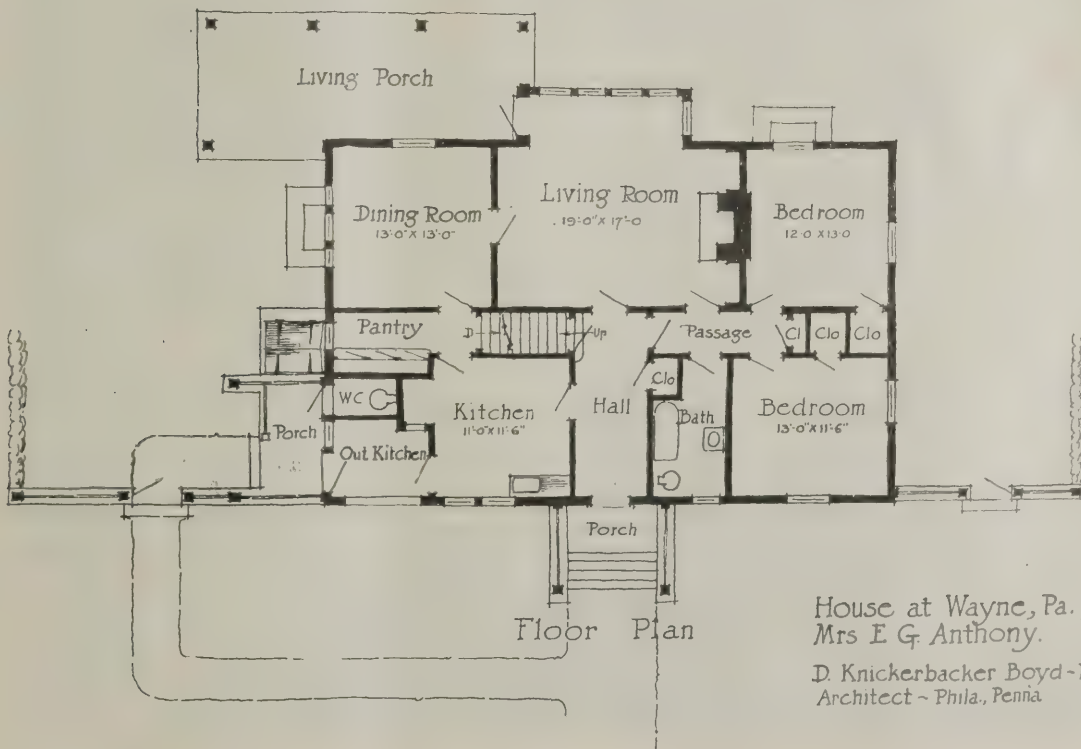 Living Porch
Dining Room
13'-0" X 13'-0"
Living Room
19'-0" X 17'-0
Bedroom
12-0 X 13-0
Pantry
D
Up
Passage
Cl
Clo
Clo
WC
Kitchen
11'-0" X 11'-6"
Hall
Clo
Bath
Bedroom
13'-0" X 11'-6"
Porch
Out Kitchen
Porch
Floor Plan
House at Wayne, Pa.
Mrs E. G. Anthony.
D. Knickerbacker Boyd~
Architect ~ Phila., Penna